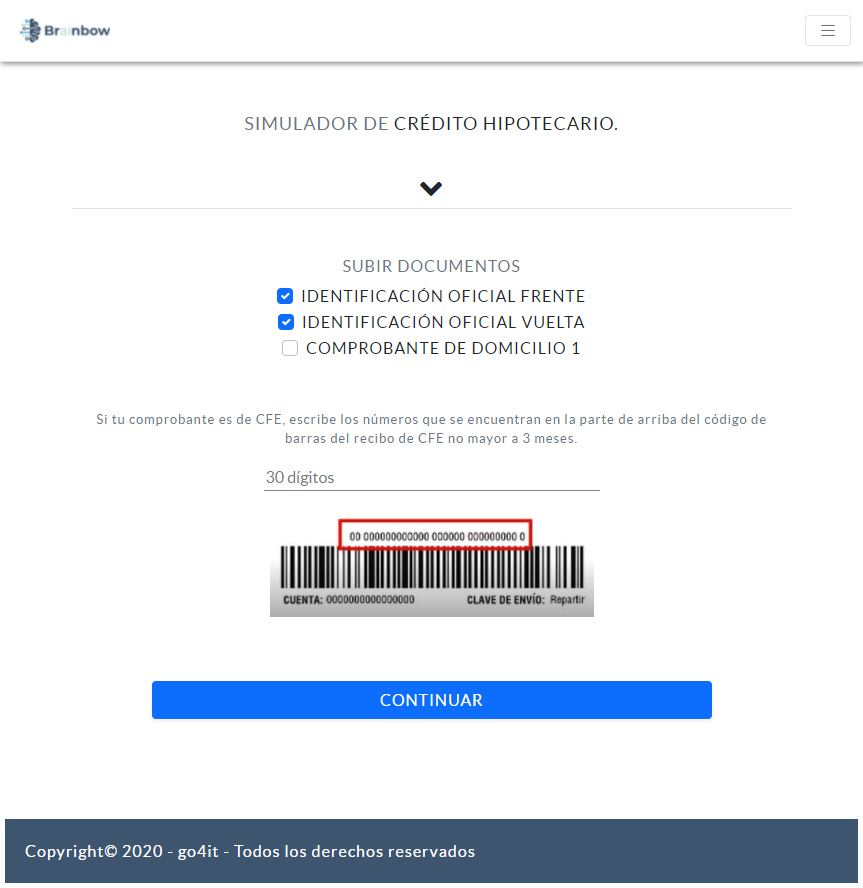 Brainbow
SIMULADOR DE CRÉDITO HIPOTECARIO.
SUBIR DOCUMENTOS
IDENTIFICACIÓN OFICIAL FRENTE
IDENTIFICACIÓN OFICIAL VUELTA
COMPROBANTE DE DOMICILIO 1
Si tu comprobante es de CFE, escribe los números que se encuentran en la parte de arriba del código de
barras del recibo de CFE no mayor a 3 meses.
30 dígitos
00 000000000000 000000 000000000 0
CUENTA: 0000000000000000 CLAVE DE ENVÍO: Repartir
CONTINUAR
Copyright© 2020 - go4it - Todos los derechos reservados